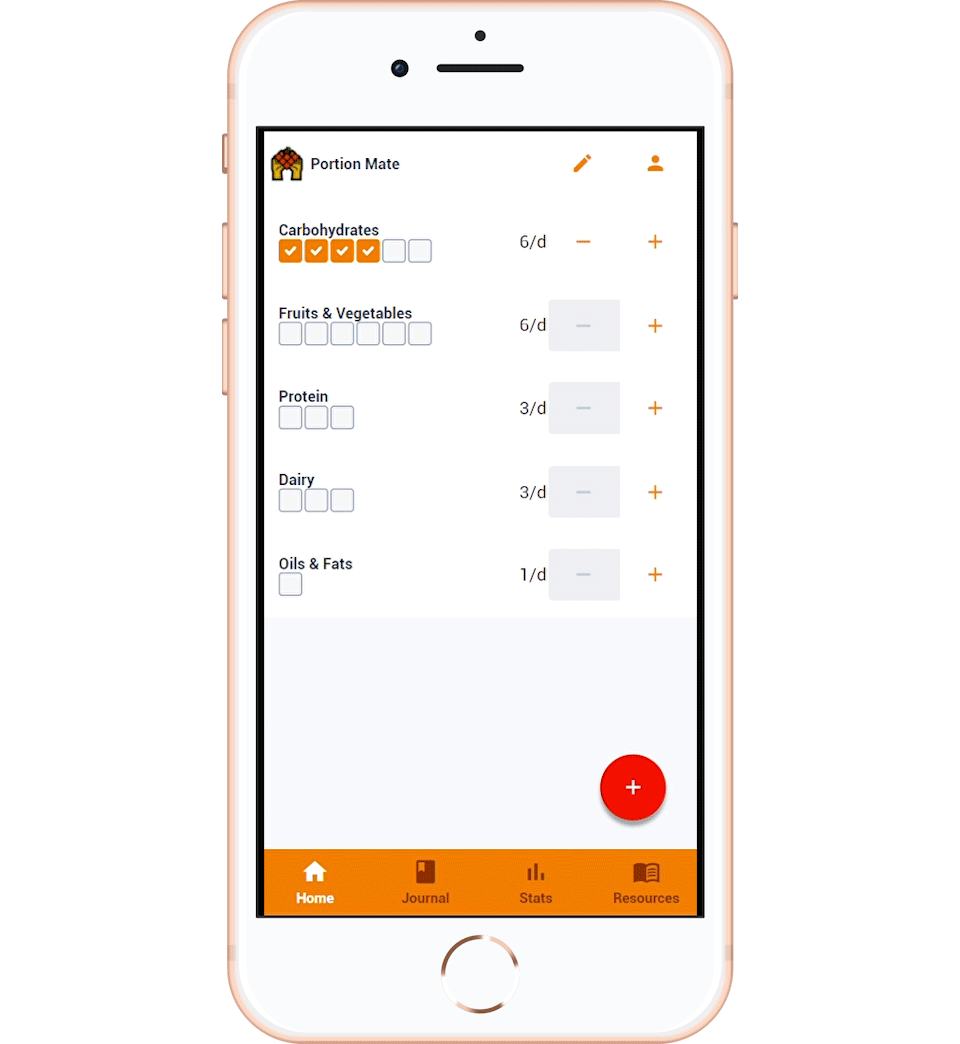 Portion Mate
Carbohydrates
6/d
Fruits & Vegetables
6/d
Protein
3/d
Dairy
3/d
Oils & Fats
1/d
Home Journal Stats Resources